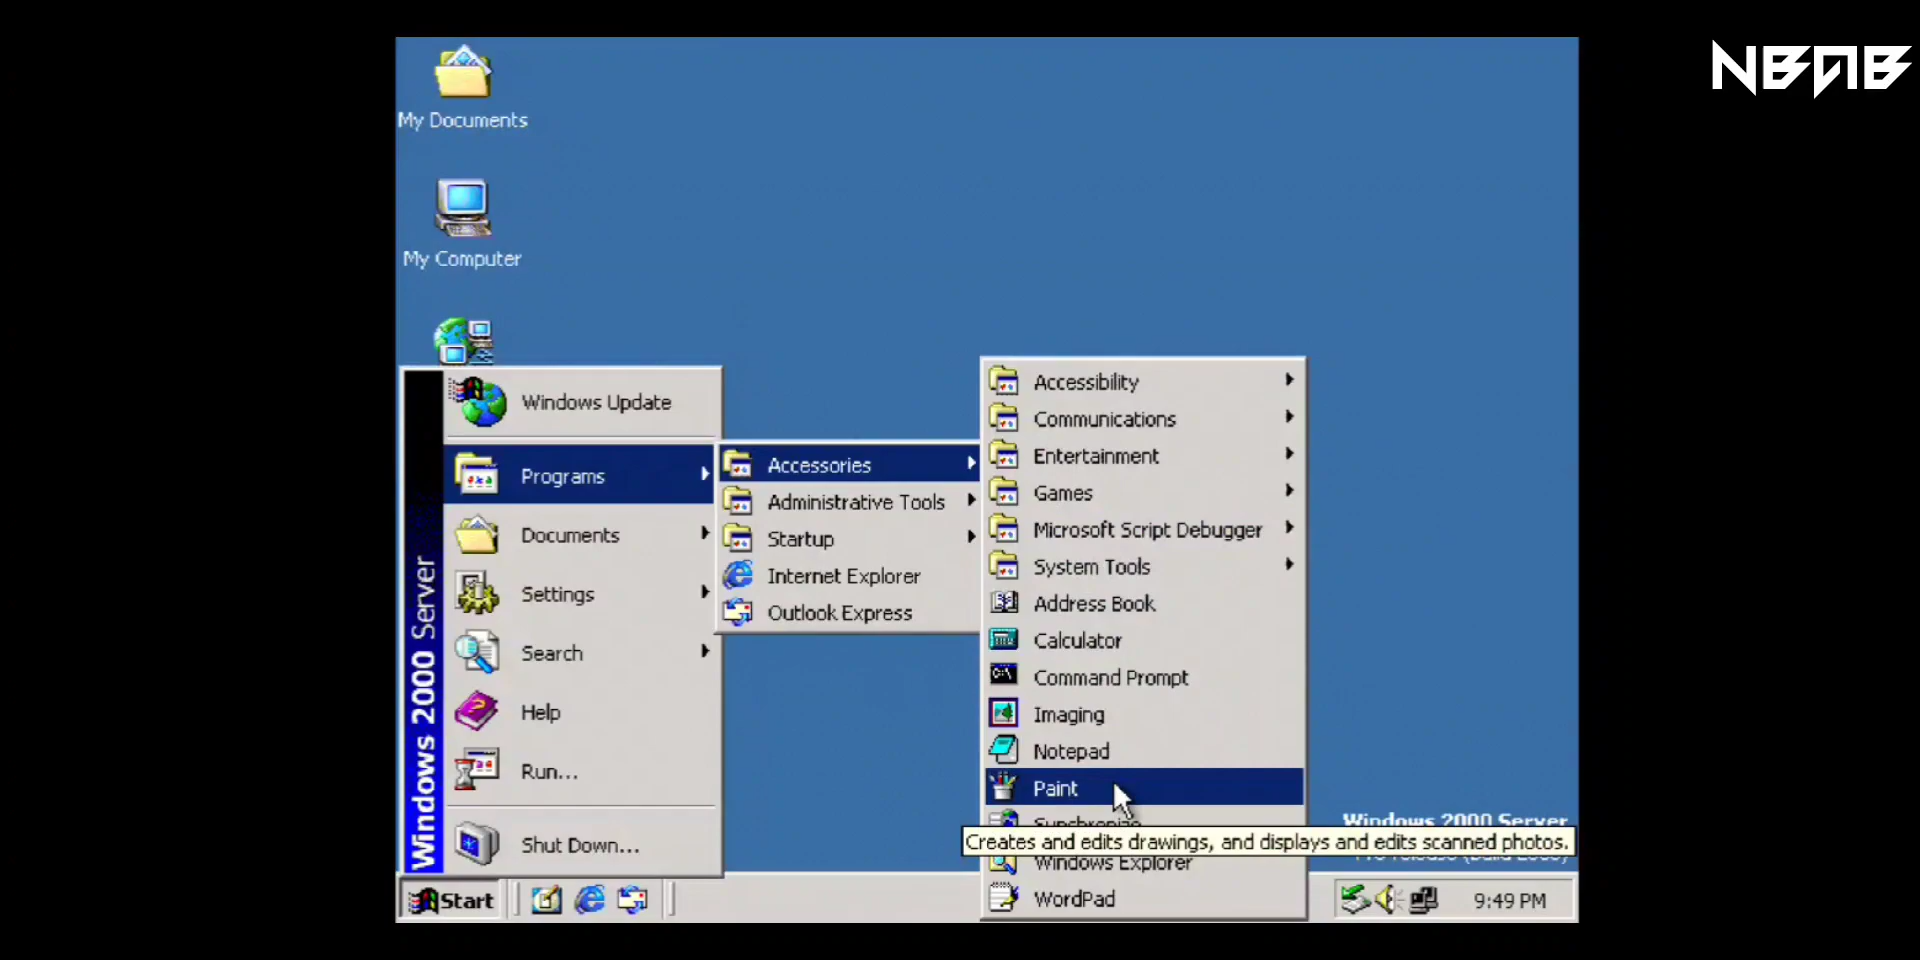 NBAB
My Documents
My Computer
Windows Update
Programs
Documents
Settings
Search
Help
Run...
Shut Down...
Windows 2000 Server
Accessories
Administrative Tools
Startup
Internet Explorer
Outlook Express
Accessibility
Communications
Entertainment
Games
Microsoft Script Debugger
System Tools
Address Book
Calculator
Command Prompt
Imaging
Notepad
Paint
Synchronize
Creates and edits drawings, and displays and edits scanned photos.
Windows Explorer
WordPad
Windows 2000 Server
Start
9:49 PM